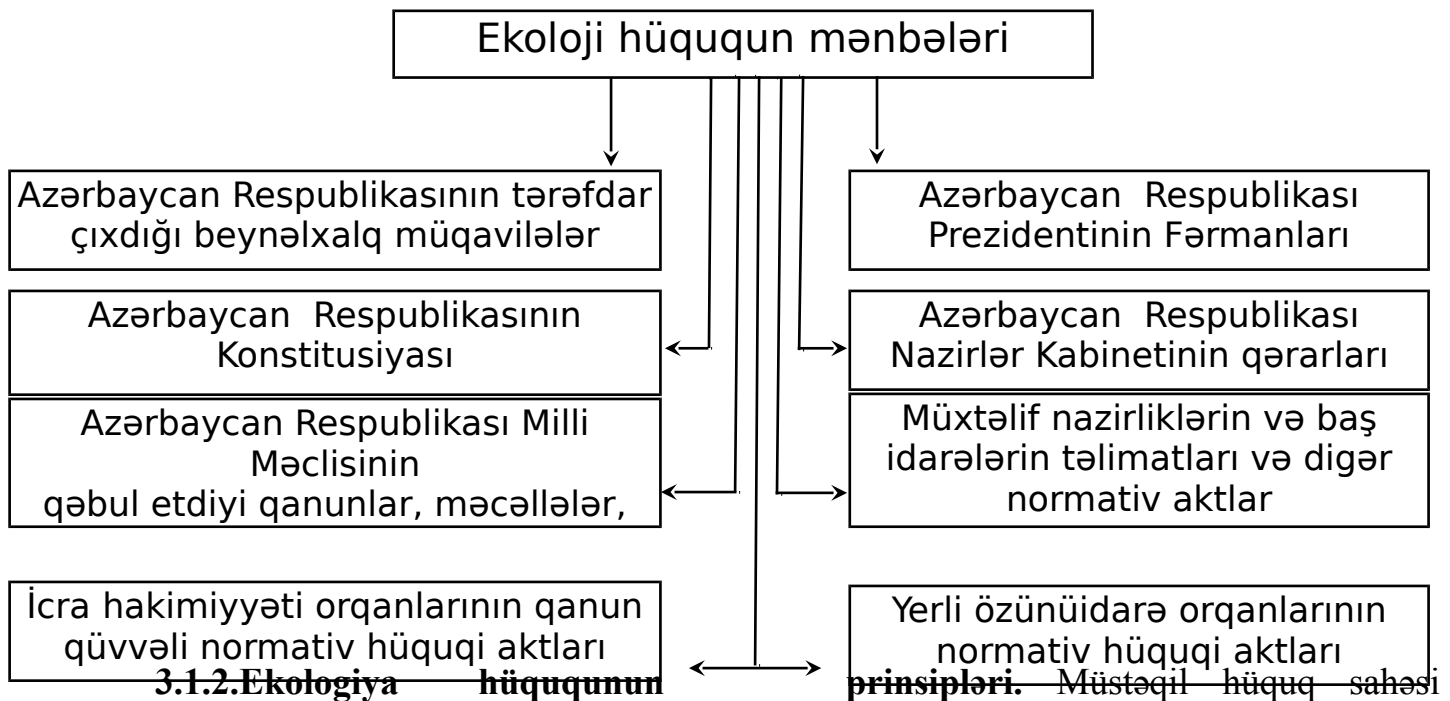 Ekoloji hüququn mənbələri
Azərbaycan Respublikasının tərəfdar
çıxdığı beynəlxalq müqavilələr
Azərbaycan Respublikası
Prezidentinin Fərmanları
Azərbaycan Respublikasının
Konstitusiyası
Azərbaycan Respublikası
Nazirlər Kabinetinin qərarları
Azərbaycan Respublikası Milli
Məclisinin
qəbul etdiyi qanunlar, məcəllələr,
Müxtəlif nazirliklərin və baş
idarələrin təlimatları və digər
normativ aktlar
İcra hakimiyyəti orqanlarının qanun
qüvvəli normativ hüquqi aktları
Yerli özünüidarə orqanlarının
normativ hüquqi aktları
3.1.2.Ekologiya hüququnun prinsipləri. Müstəqil hüquq sahəsi